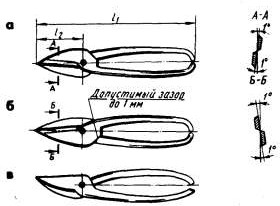 а
l₁
l₂
А
А
А-А
1°
1°
Б-Б
б
Б
Б
Допустимый зазор
до 1 мм
1°
1°
в